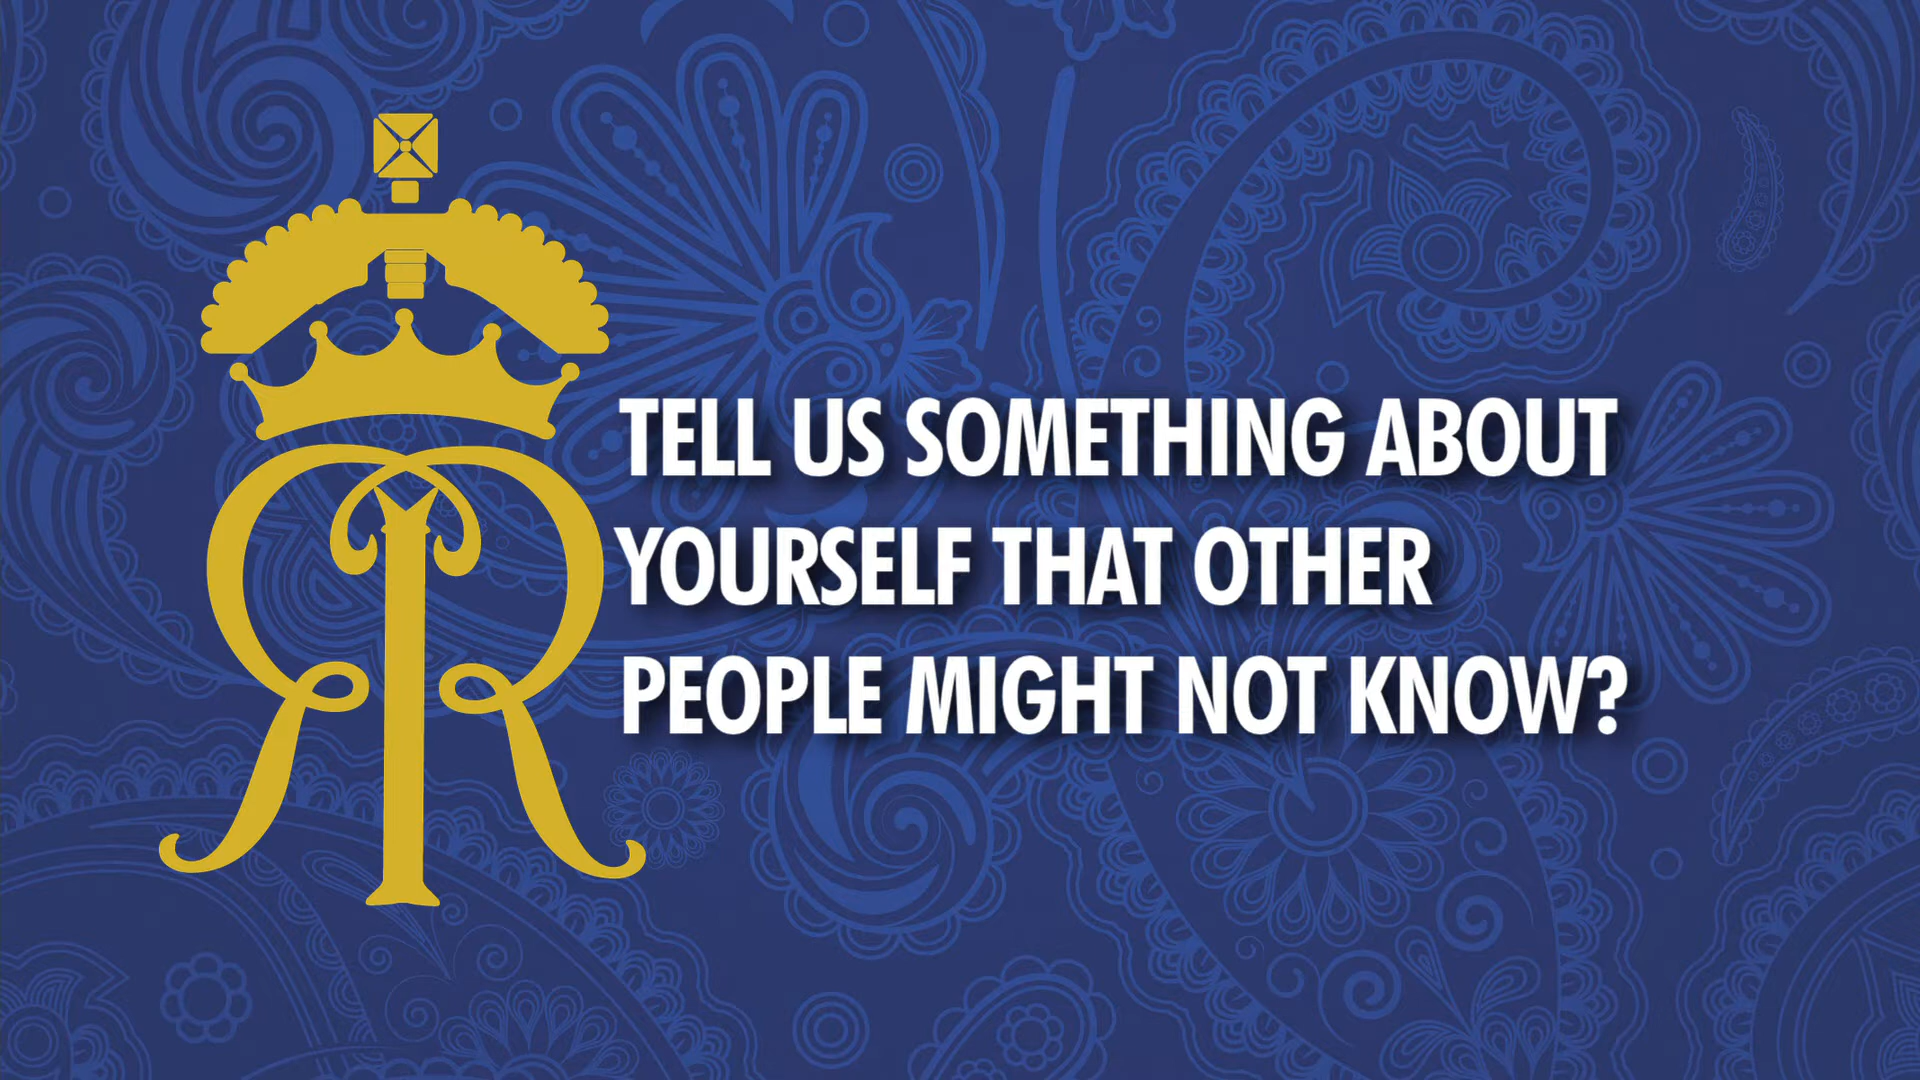 TELL US SOMETHING ABOUT
YOURSELF THAT OTHER
PEOPLE MIGHT NOT KNOW?